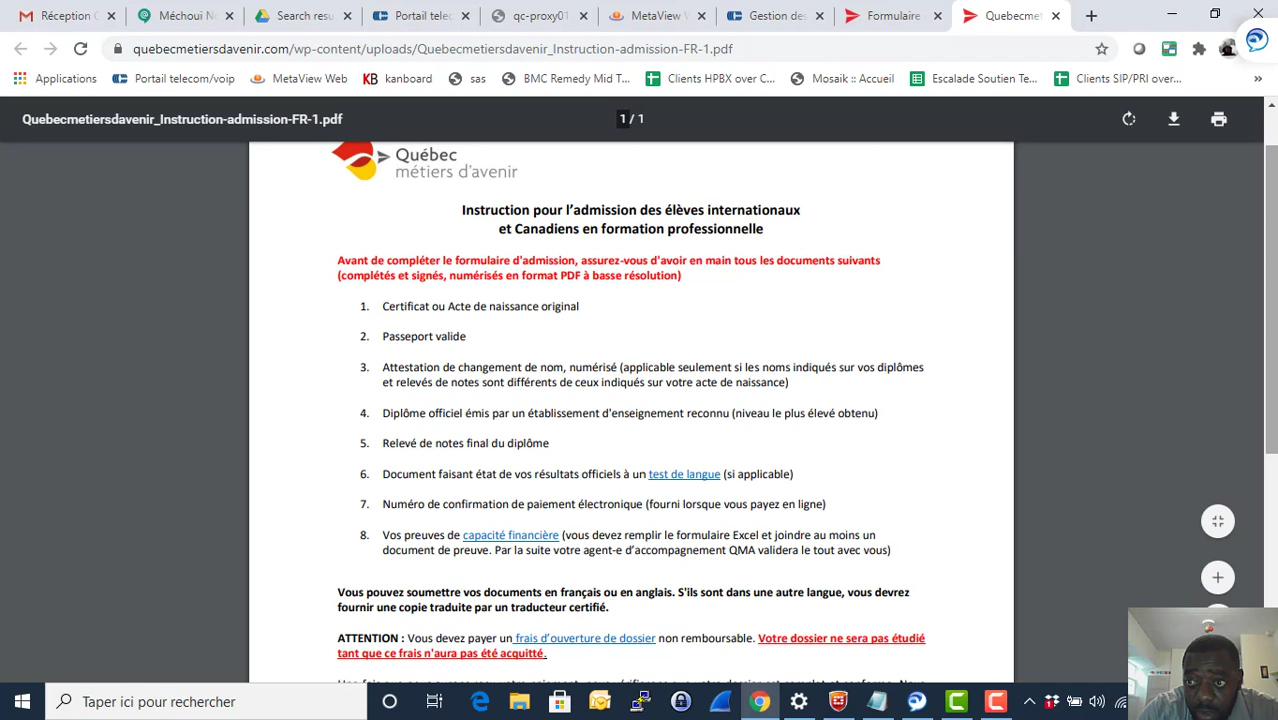 Réception (
Méchoui No
Search resu
Portail telec
qc-proxy01
MetaView W
Gestion des
Formulaire
Quebecmet
quebecmetiersdavenir.com/wp-content/uploads/Quebecmetiersdavenir_Instruction-admission-FR-1.pdf
Applications
Portail telecom/voip
MetaView Web
KB kanboard
sas
BMC Remedy Mid T...
Clients HPBX over C...
Mosaik :: Accueil
Escalade Soutien Te...
Clients SIP/PRI over...
»
Quebecmetiersdavenir_Instruction-admission-FR-1.pdf
1 / 1
Québec
métiers d'avenir
Instruction pour l’admission des élèves internationaux
et Canadiens en formation professionnelle
Avant de compléter le formulaire d'admission, assurez-vous d'avoir en main tous les documents suivants
(complétés et signés, numérisés en format PDF à basse résolution)
1. Certificat ou Acte de naissance original
2. Passeport valide
3. Attestation de changement de nom, numérisé (applicable seulement si les noms indiqués sur vos diplômes
et relevés de notes sont différents de ceux indiqués sur votre acte de naissance)
4. Diplôme officiel émis par un établissement d'enseignement reconnu (niveau le plus élevé obtenu)
5. Relevé de notes final du diplôme
6. Document faisant état de vos résultats officiels à un test de langue (si applicable)
7. Numéro de confirmation de paiement électronique (fourni lorsque vous payez en ligne)
8. Vos preuves de capacité financière (vous devez remplir le formulaire Excel et joindre au moins un
document de preuve. Par la suite votre agent-e d’accompagnement QMA validera le tout avec vous)
Vous pouvez soumettre vos documents en français ou en anglais. S'ils sont dans une autre langue, vous devrez
fournir une copie traduite par un traducteur certifié.
ATTENTION : Vous devez payer un frais d’ouverture de dossier non remboursable. Votre dossier ne sera pas étudié
tant que ce frais n'aura pas été acquitté.
Taper ici pour rechercher